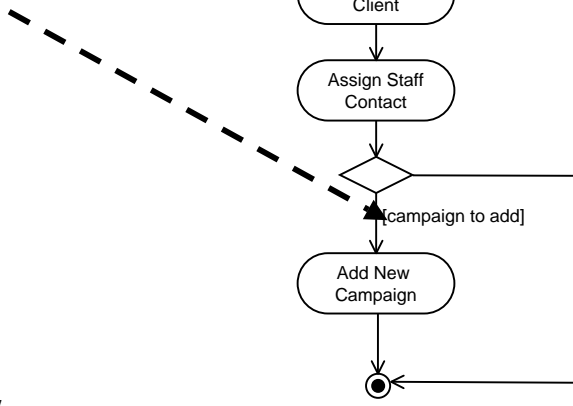 Client
Assign Staff
Contact
[campaign to add]
Add New
Campaign